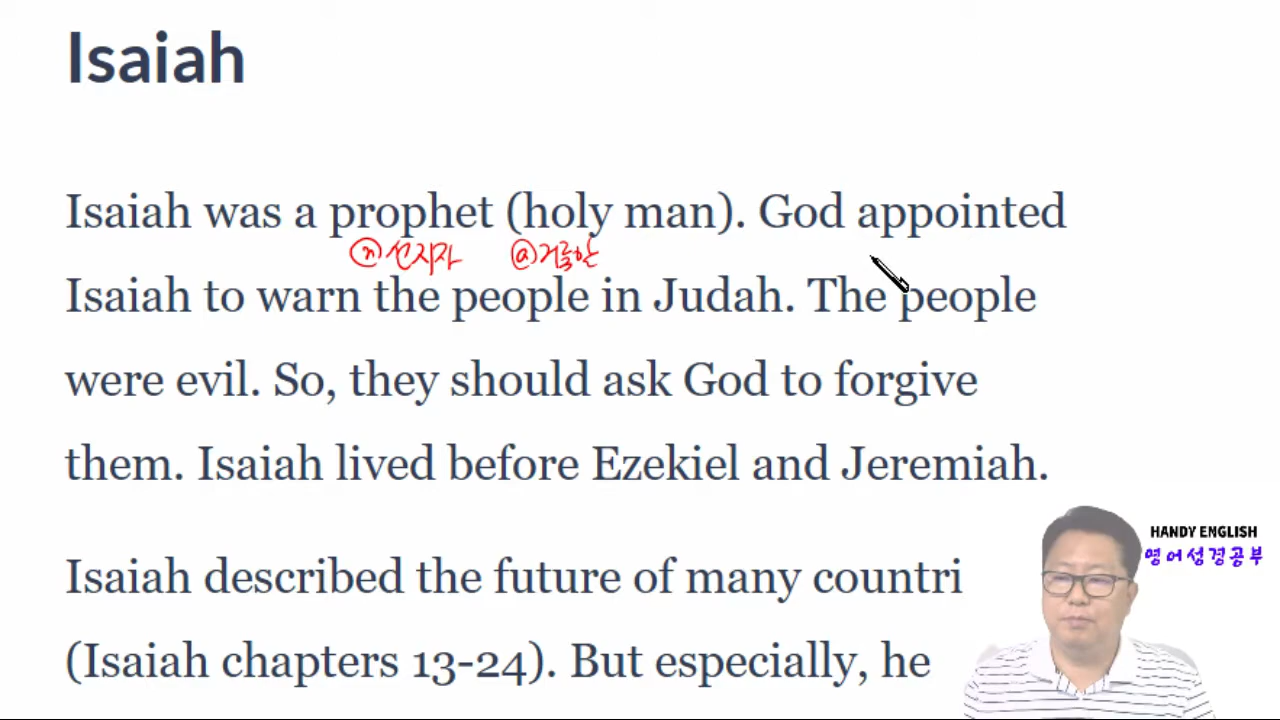 Isaiah
Isaiah was a prophet (holy man). God appointed
ⓝ선지자 ⓐ거룩한
Isaiah to warn the people in Judah. The people
were evil. So, they should ask God to forgive
them. Isaiah lived before Ezekiel and Jeremiah.
HANDY ENGLISH
영어성경공부
Isaiah described the future of many countri
(Isaiah chapters 13-24). But especially, he